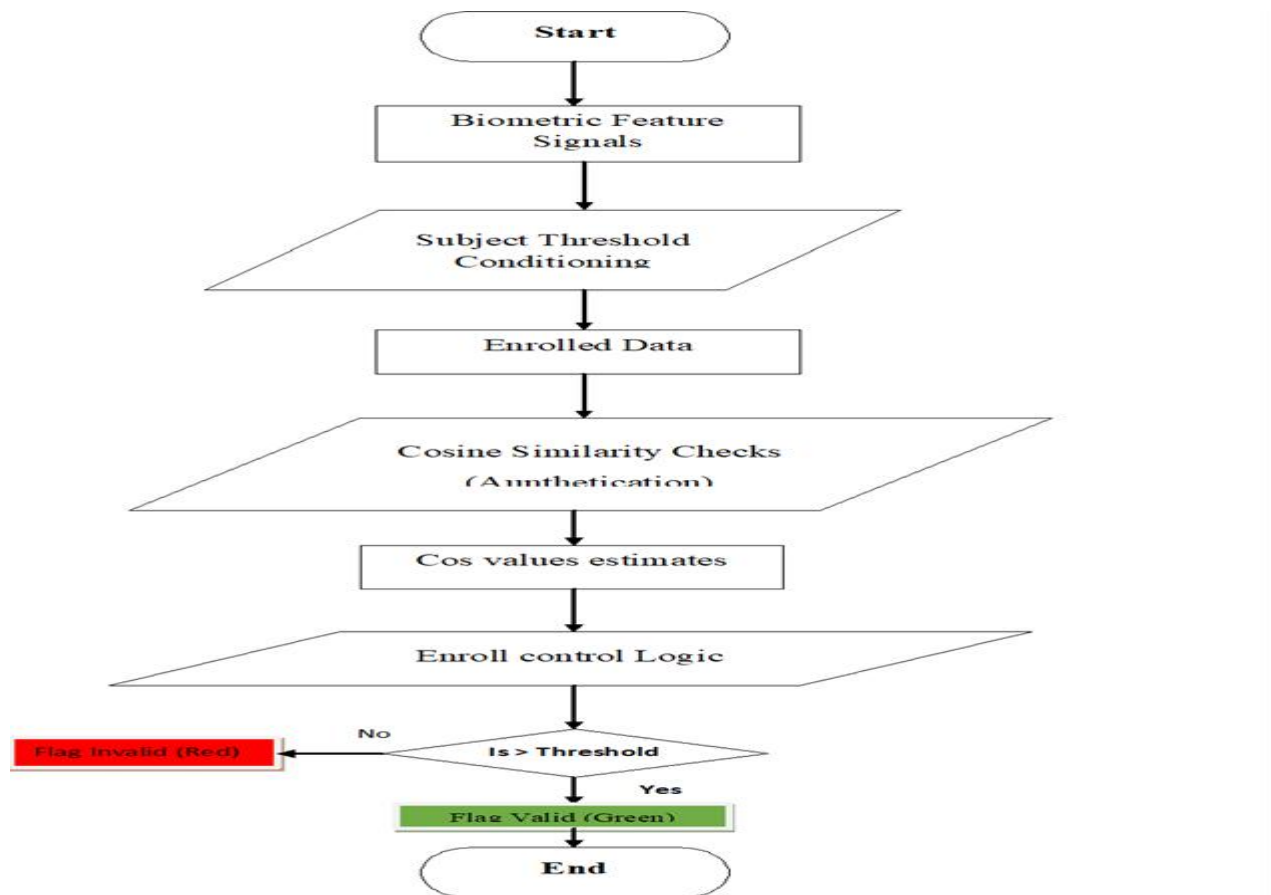 Start
Biometric Feature
Signals
Subject Threshold
Conditioning
Enrolled Data
Cosine Similarity Checks
(Aunthetication)
Cos values estimates
Enroll control Logic
No
Flag Invalid (Red)
Is > Threshold
Yes
Flag Valid (Green)
End